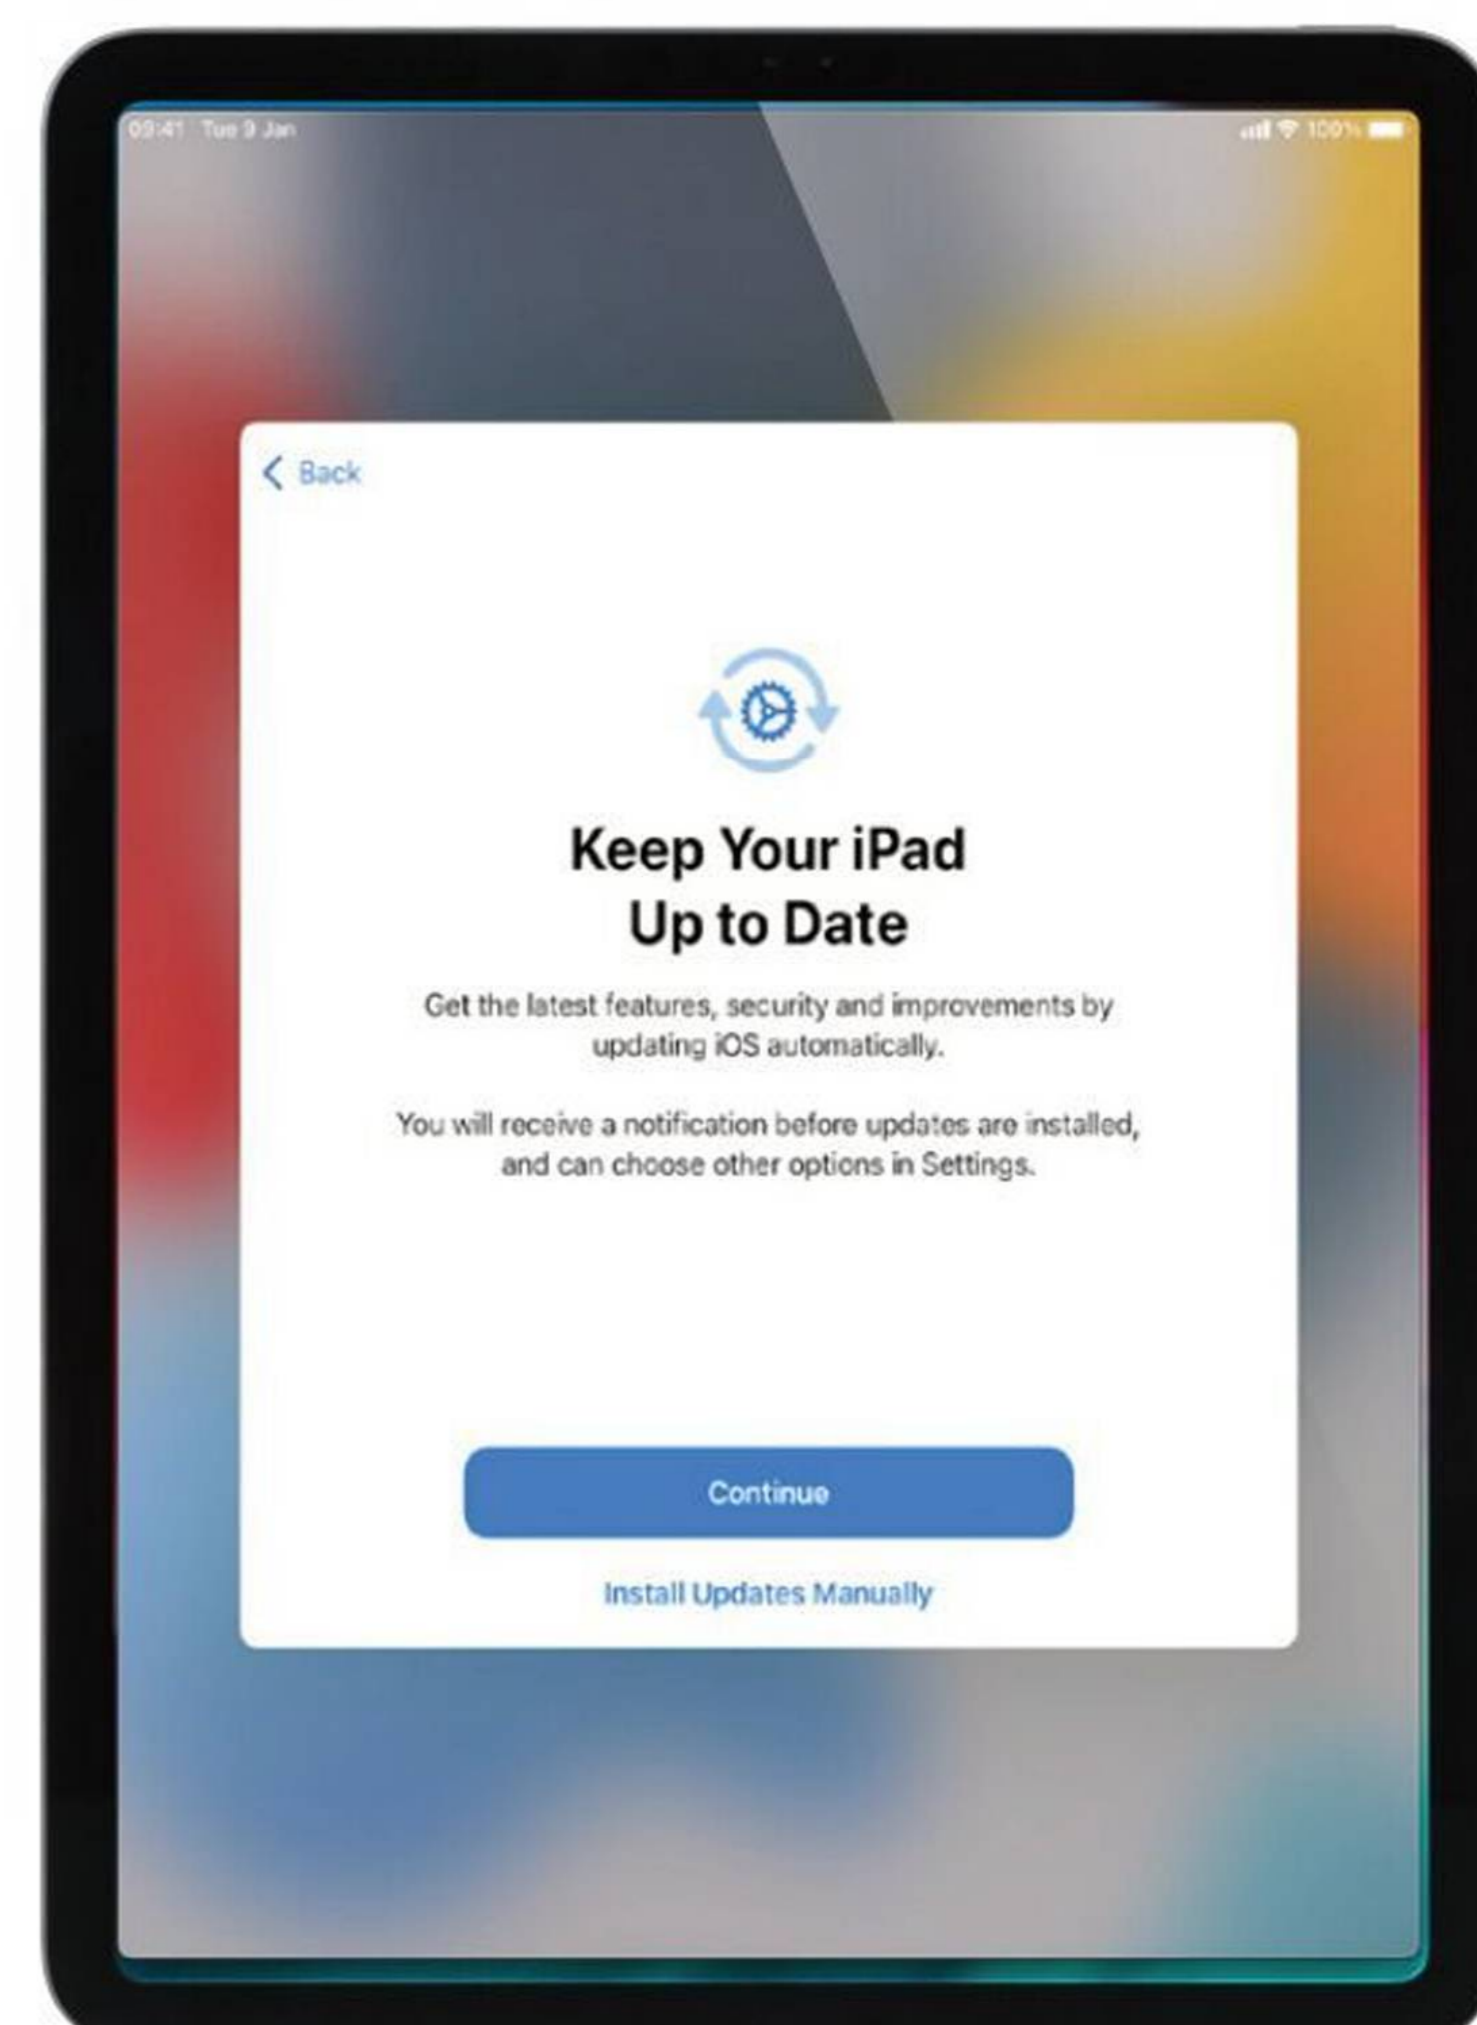 09:41 Tue 9 Jan
100%
Back
Keep Your iPad
Up to Date
Get the latest features, security and improvements by
updating iOS automatically.
You will receive a notification before updates are installed,
and can choose other options in Settings.
Continue
Install Updates Manually